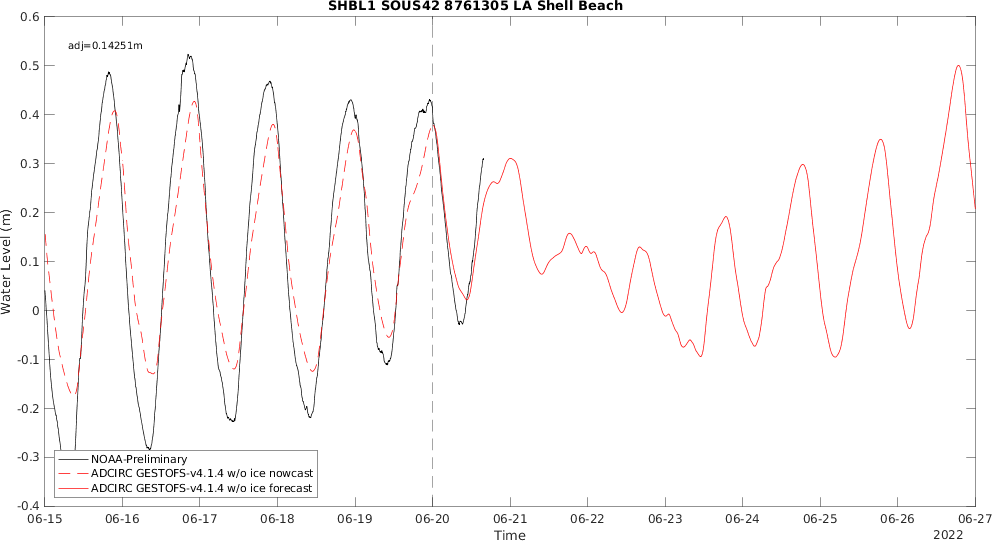 SHBL1 SOUS42 8761305 LA Shell Beach
adj=0.14251m
Water Level (m)
0.6
0.5
0.4
0.3
0.2
0.1
0
-0.1
-0.2
-0.3
-0.4
NOAA-Preliminary
ADCIRC GESTOFS-v4.1.4 w/o ice nowcast
ADCIRC GESTOFS-v4.1.4 w/o ice forecast
06-15 06-16 06-17 06-18 06-19 06-20 06-21 06-22 06-23 06-24 06-25 06-26 06-27
Time
2022